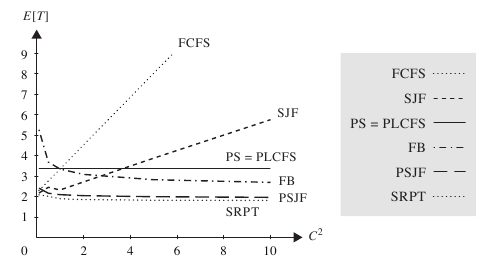 E[T]
FCFS
9
8
7
6
5
4
3
2
1
SJF
PS = PLCFS
FB
PSJF
SRPT
0
2
4
6
8
10
C²
FCFS
SJF
PS = PLCFS
FB
PSJF
SRPT